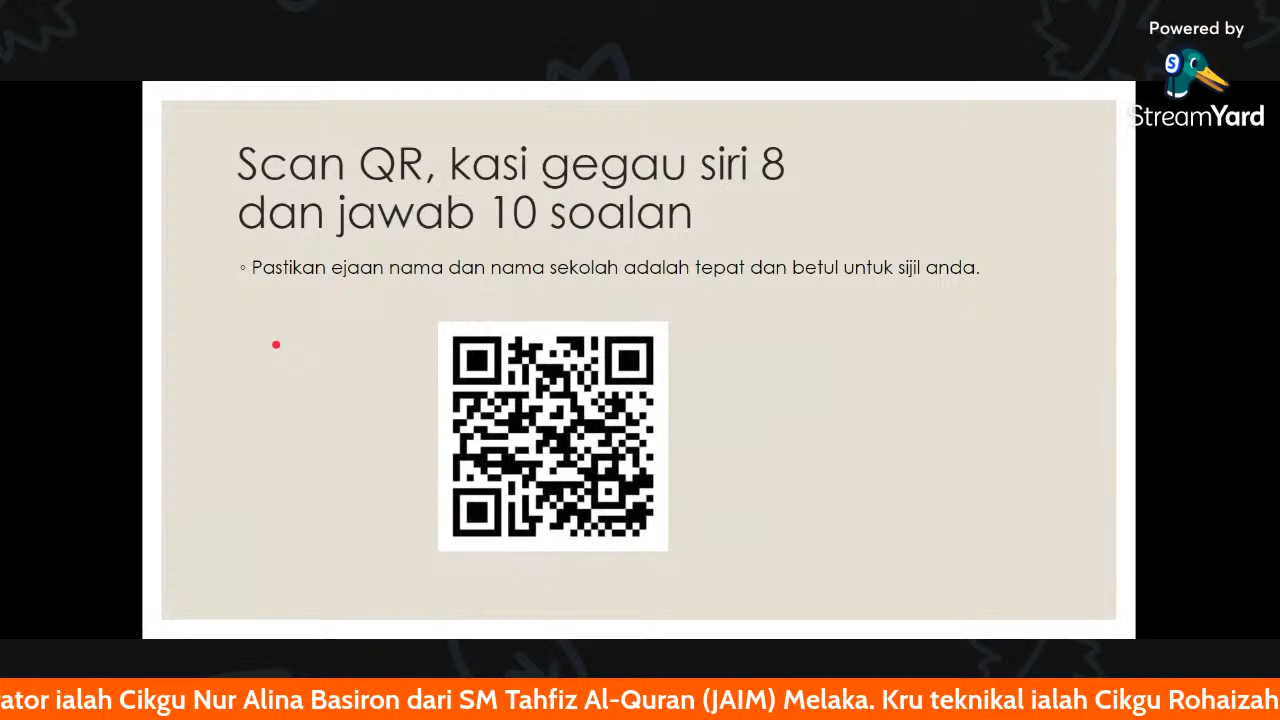 Powered by
S
StreamYard
Scan QR, kasi gegau siri 8
dan jawab 10 soalan
◦ Pastikan ejaan nama dan nama sekolah adalah tepat dan betul untuk sijil anda.
ator ialah Cikgu Nur Alina Basiron dari SM Tahfiz Al-Quran (JAIM) Melaka. Kru teknikal ialah Cikgu Rohaizah